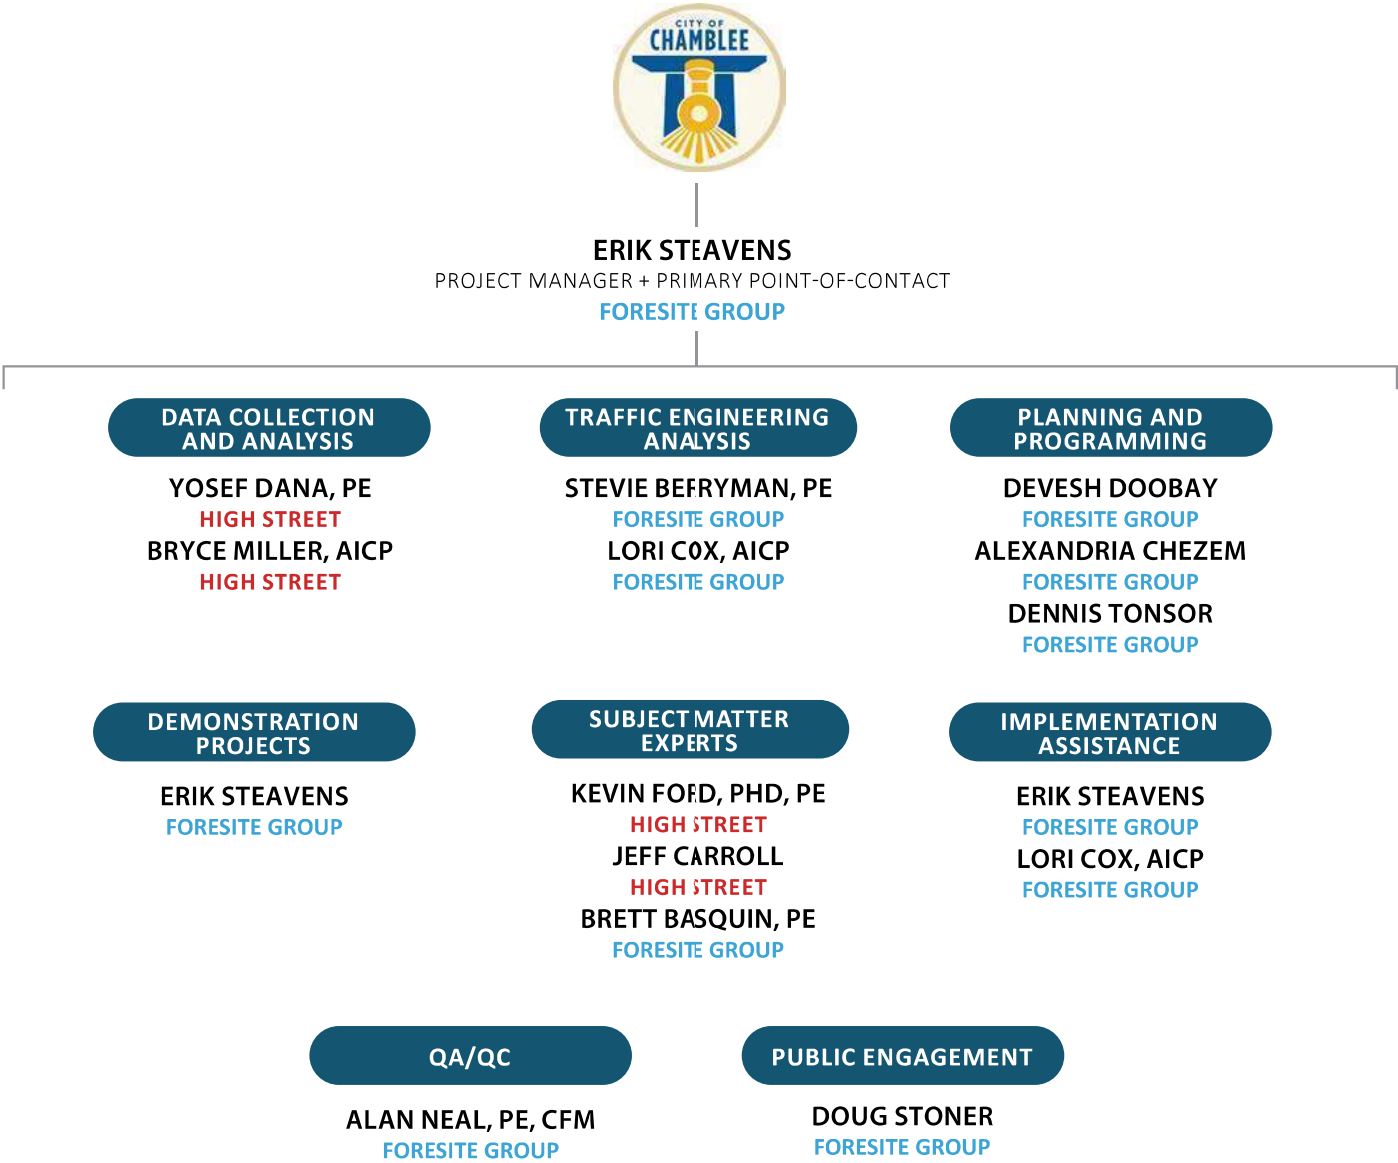 CITY OF
CHAMBLEE
ERIK STEAVENS
PROJECT MANAGER + PRIMARY POINT-OF-CONTACT
FORESITE GROUP
DATA COLLECTION
AND ANALYSIS
YOSEF DANA, PE
HIGH STREET
BRYCE MILLER, AICP
HIGH STREET
TRAFFIC ENGINEERING
ANALYSIS
STEVIE BERRYMAN, PE
FORESITE GROUP
LORI COX, AICP
FORESITE GROUP
PLANNING AND
PROGRAMMING
DEVESH DOOBAY
FORESITE GROUP
ALEXANDRIA CHEZEM
FORESITE GROUP
DENNIS TONSOR
FORESITE GROUP
DEMONSTRATION
PROJECTS
ERIK STEAVENS
FORESITE GROUP
SUBJECT MATTER
EXPERTS
KEVIN FORD, PHD, PE
HIGH STREET
JEFF CARROLL
HIGH STREET
BRETT BASQUIN, PE
FORESITE GROUP
IMPLEMENTATION
ASSISTANCE
ERIK STEAVENS
FORESITE GROUP
LORI COX, AICP
FORESITE GROUP
QA/QC
ALAN NEAL, PE, CFM
FORESITE GROUP
PUBLIC ENGAGEMENT
DOUG STONER
FORESITE GROUP